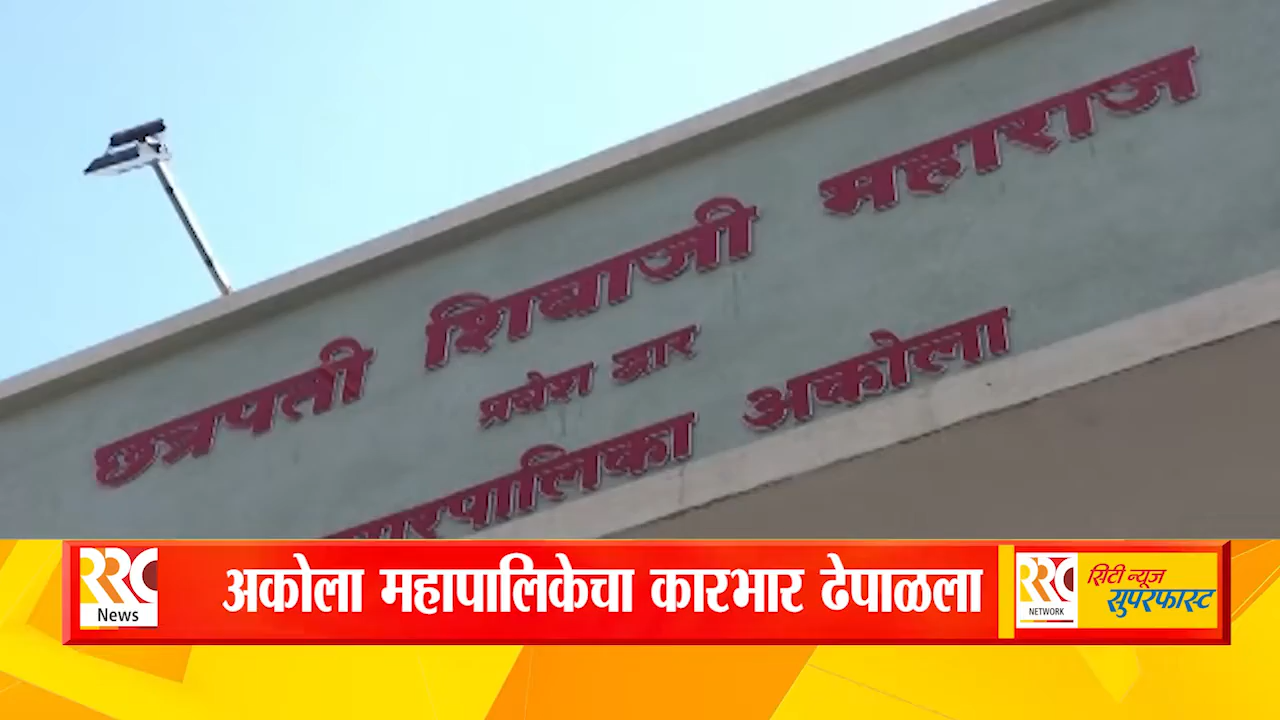 छत्रपती शिवाजी महाराज
प्रवेश द्वार
अकोला
RRC
News
अकोला महापालिकेचा कारभार ढेपाळला
RRC
NETWORK
सिटी न्यूज
सुपरफास्ट